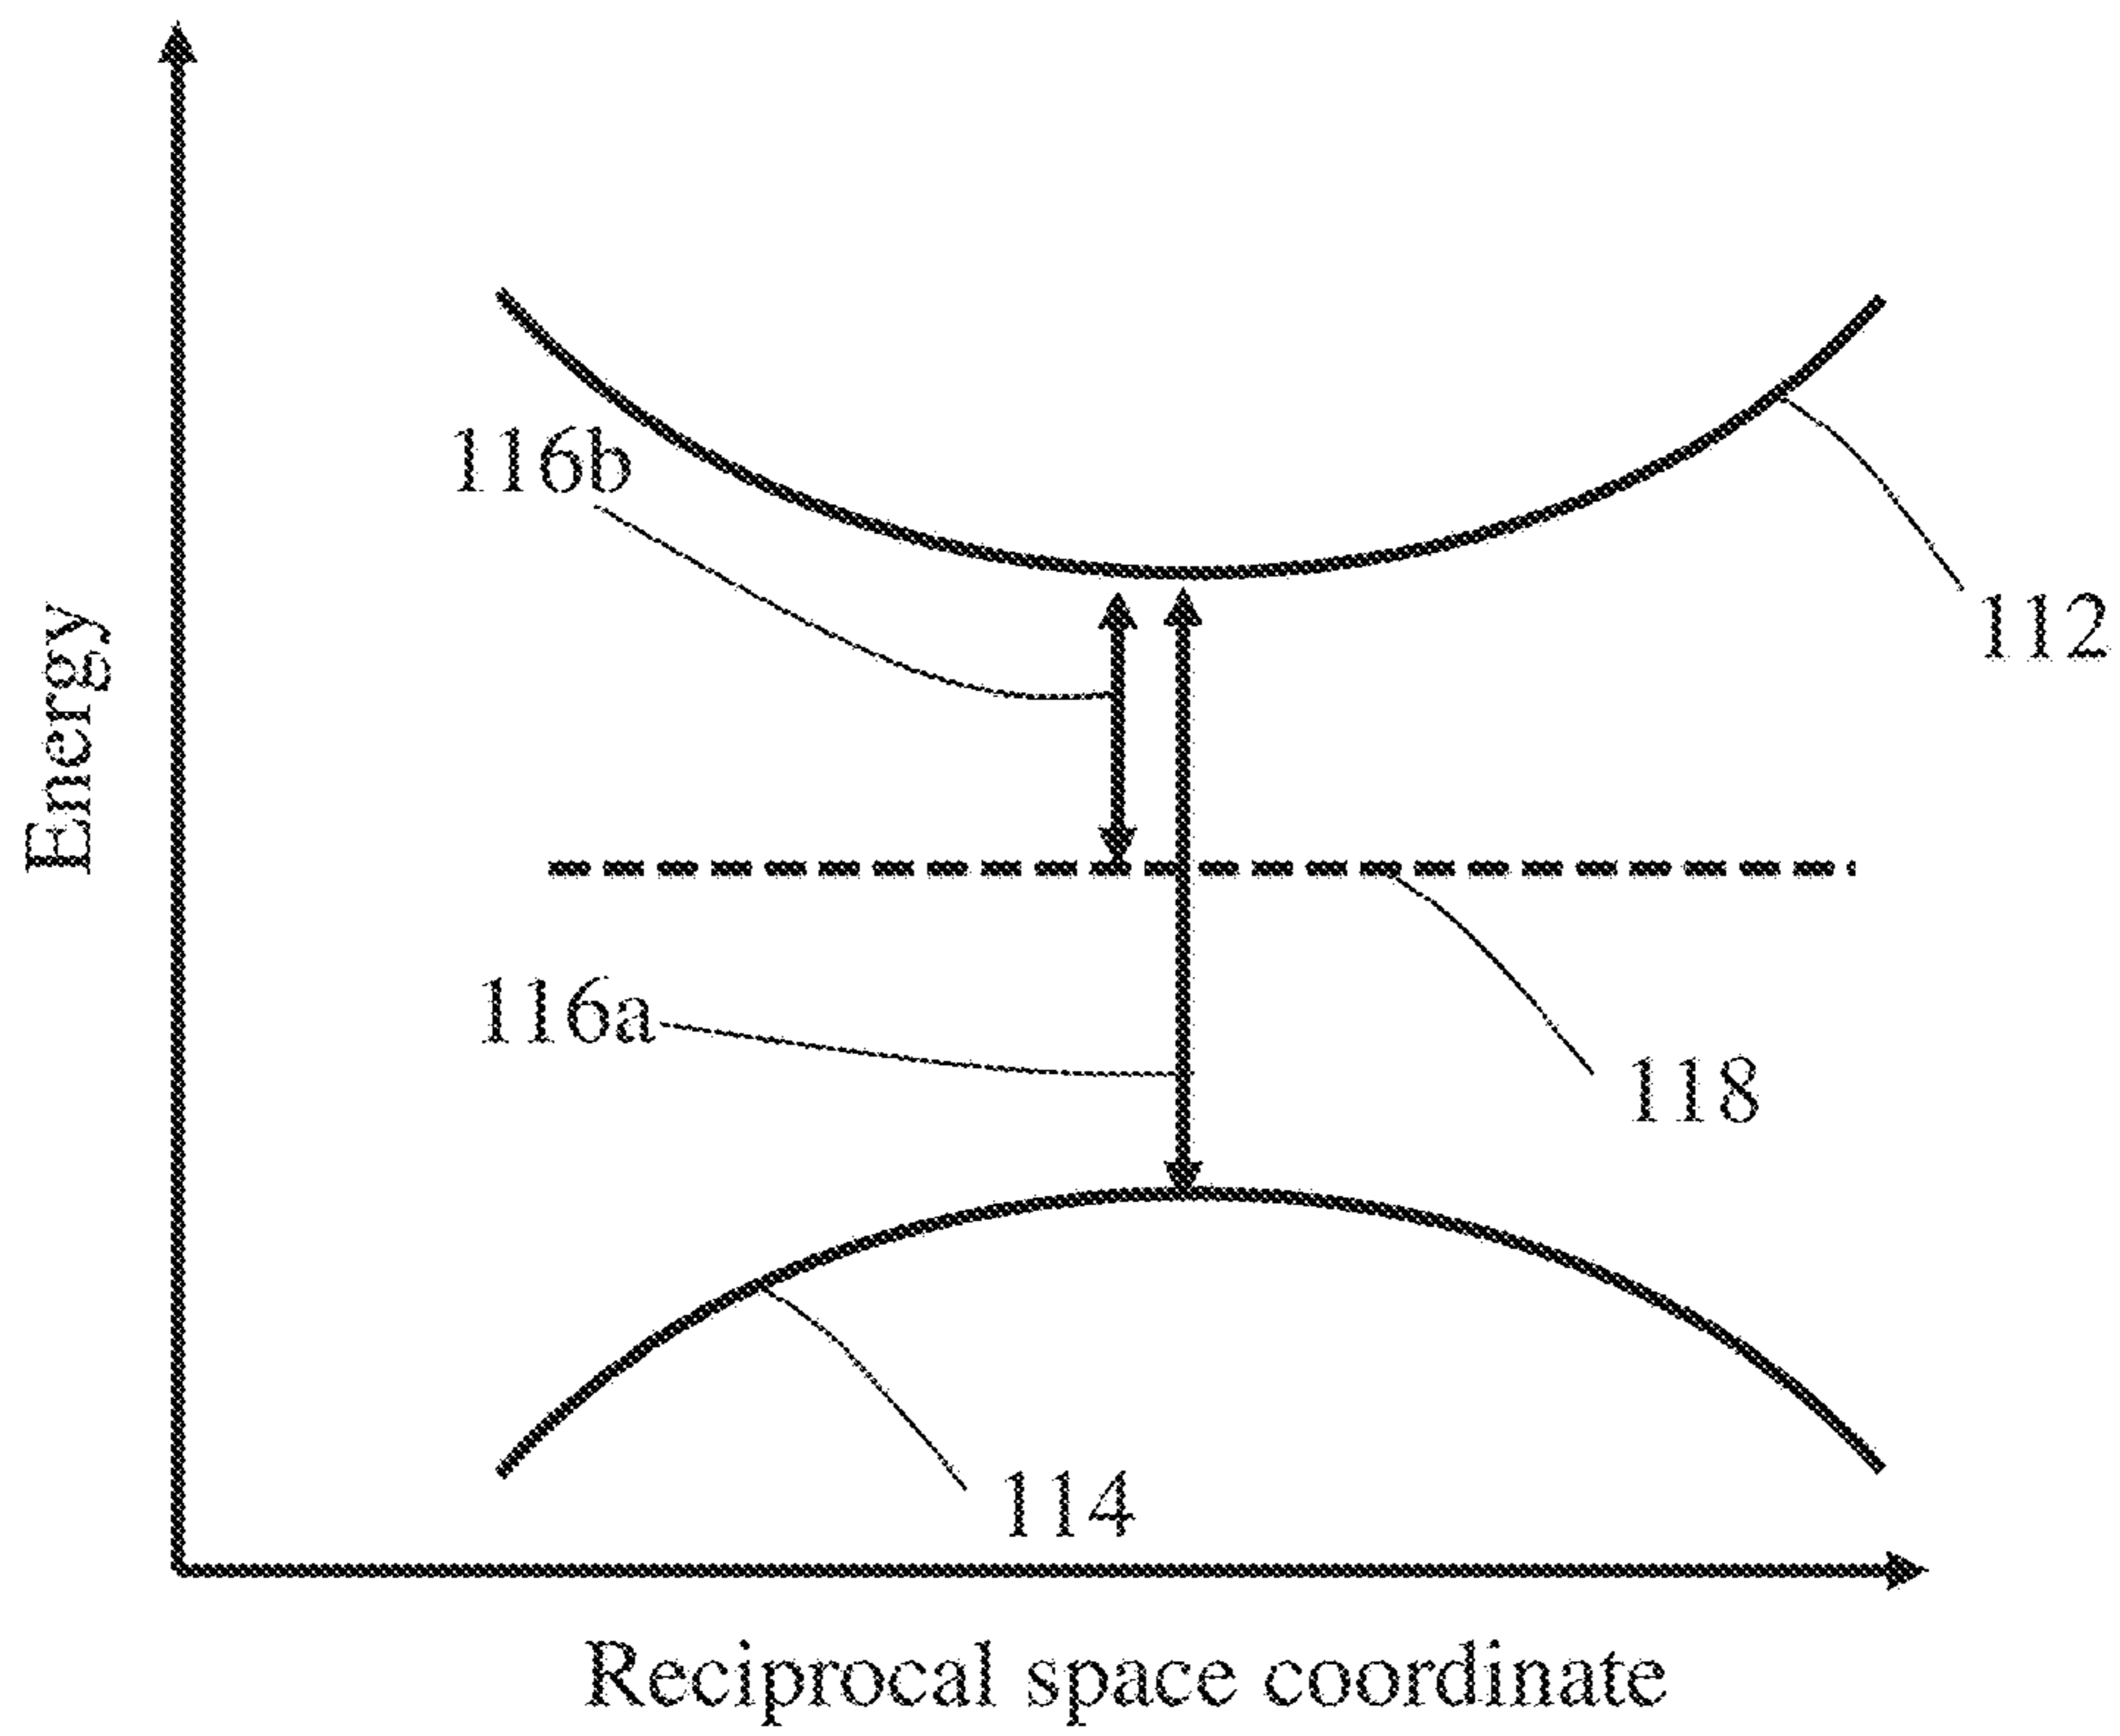 116b
112
Energy
116a
118
114
Reciprocal space coordinate